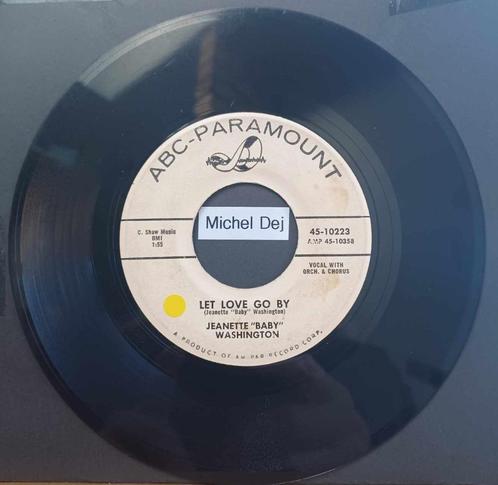 ABC-PARAMOUNT
C. Shaw Music
BMI
1:55
Michel Dej
45-10223
AMP 45-10358
VOCAL WITH
ORCH. & CHORUS
LET LOVE GO BY
(Jeanette "Baby" Washington)
JEANETTE "BABY"
WASHINGTON
A PRODUCT OF AM-PAR RECORD CORP.